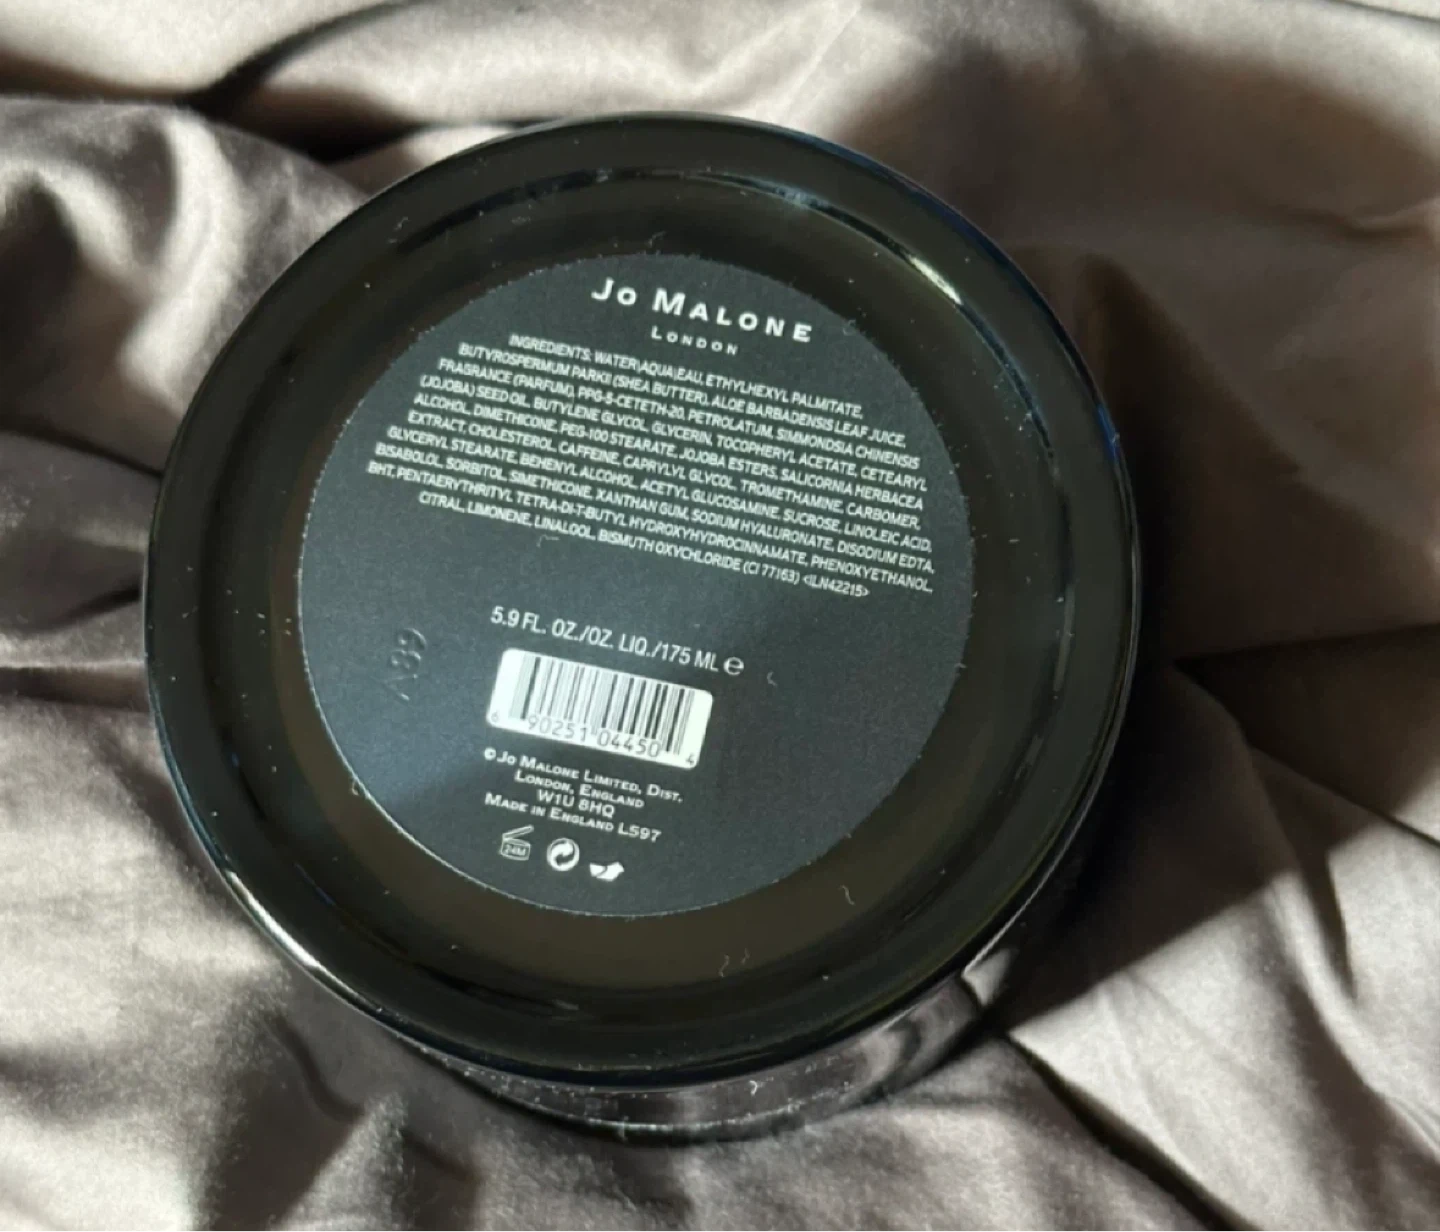 Jo MALONE
LONDON
INGREDIENTS: WATER\AQUA\EAU, ETHYLHEXYL PALMITATE,
BUTYROSPERMUM PARKII (SHEA BUTTER), ALOE BARBADENSIS LEAF JUICE,
FRAGRANCE (PARFUM), PPG-5-CETETH-20, PETROLATUM, SIMMONDSIA CHINENSIS
(JOJOBA) SEED OIL, BUTYLENE GLYCOL, GLYCERIN, TOCOPHERYL ACETATE, CETEARYL
ALCOHOL, DIMETHICONE, PEG-100 STEARATE, JOJOBA ESTERS, SALICORNIA HERBACEA
EXTRACT, CHOLESTEROL, CAFFEINE, CAPRYLYL GLYCOL, TROMETHAMINE, CARBOMER,
GLYCERYL STEARATE, BEHENYL ALCOHOL, ACETYL GLUCOSAMINE, SUCROSE, LINOLEIC ACID,
BISABOLOL, SORBITOL, SIMETHICONE, XANTHAN GUM, SODIUM HYALURONATE, DISODIUM EDTA,
BHT, PENTAERYTHRITYL TETRA-DI-T-BUTYL HYDROXYHYDROCINNAMATE, PHENOXYETHANOL,
CITRAL, LIMONENE, LINALOOL, BISMUTH OXYCHLORIDE (CI 77163) <ILN42215>
5.9 FL. OZ./OZ. LIQ./175 ML ℮
A89
6 90251 04450 4
© Jo MALONE LIMITED, DIST.
LONDON, ENGLAND
W1U 8HQ
MADE IN ENGLAND L597
24M